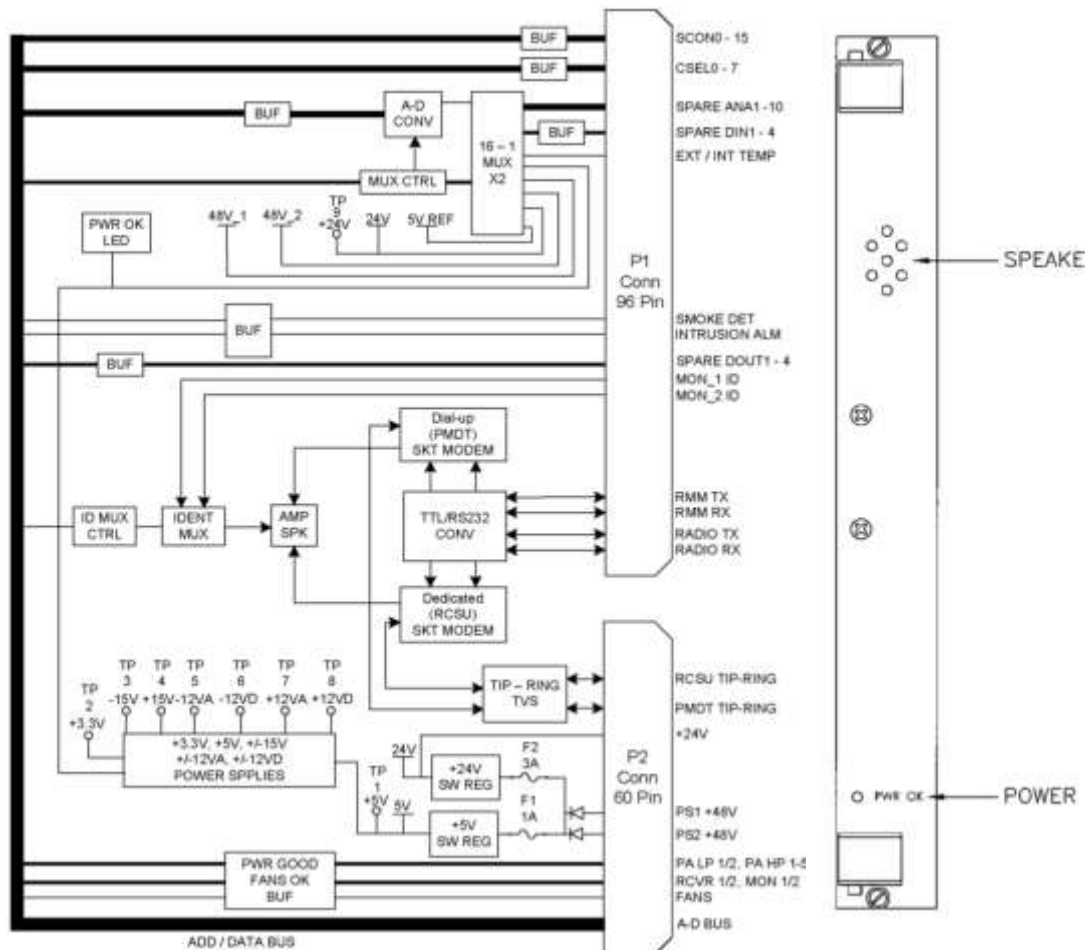 BUF
SCON0 - 15
BUF
CSEL0 - 7
BUF
A-D
CONV
SPARE ANA1 - 10
BUF
SPARE DIN1 - 4
EXT / INT TEMP
16 – 1
MUX
X2
MUX CTRL
PWR OK
LED
48V_1
48V_2
TP
9
+24V
24V
5V REF
P1
Conn
96 Pin
SPEAKE
BUF
SMOKE DET
INTRUSION ALM
BUF
SPARE DOUT1 - 4
MON_1 ID
MON_2 ID
Dial-up
(PMDT)
SKT MODEM
ID MUX
CTRL
IDENT
MUX
AMP
SPK
TTL/RS232
CONV
RMM TX
RMM RX
RADIO TX
RADIO RX
Dedicated
(RCSU)
SKT MODEM
TIP – RING
TVS
RCSU TIP-RING
PMDT TIP-RING
+24V
TP
2
+3.3V
TP
3
-15V
TP
4
+15V
TP
5
-12VA
TP
6
-12VD
TP
7
+12VA
TP
8
+12VD
+3.3V, +5V, +/-15V
+/-12VA, +/-12VD
POWER SPPLIES
24V
+24V
SW REG
F2
3A
TP
1
+5V
5V
+5V
SW REG
F1
1A
P2
Conn
60 Pin
PS1 +48V
PS2 +48V
PWR OK
POWER
PWR GOOD
FANS OK
BUF
PA LP 1/2, PA HP 1-5
RCVR 1/2, MON 1/2
FANS
A-D BUS
ADD / DATA BUS